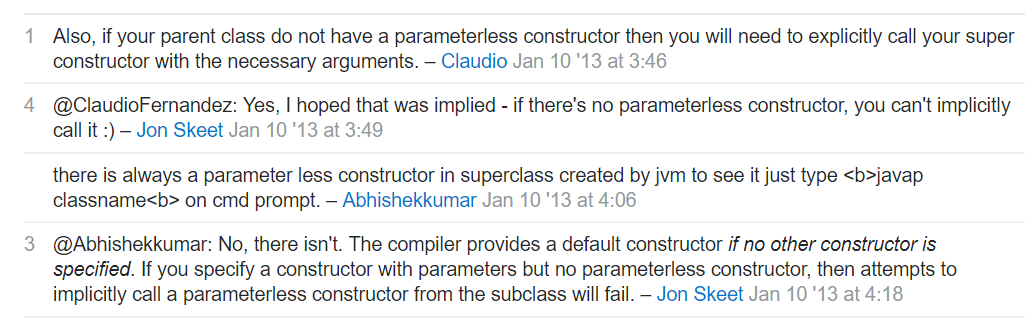 1 Also, if your parent class do not have a parameterless constructor then you will need to explicitly call your super
constructor with the necessary arguments. – Claudio Jan 10 '13 at 3:46
4 @ClaudioFernandez: Yes, I hoped that was implied - if there's no parameterless constructor, you can't implicitly
call it :) – Jon Skeet Jan 10 '13 at 3:49
there is always a parameter less constructor in superclass created by jvm to see it just type <b>javap
classname<b> on cmd prompt. – Abhishekkumar Jan 10 '13 at 4:06
3 @Abhishekkumar: No, there isn't. The compiler provides a default constructor if no other constructor is
specified. If you specify a constructor with parameters but no parameterless constructor, then attempts to
implicitly call a parameterless constructor from the subclass will fail. – Jon Skeet Jan 10 '13 at 4:18